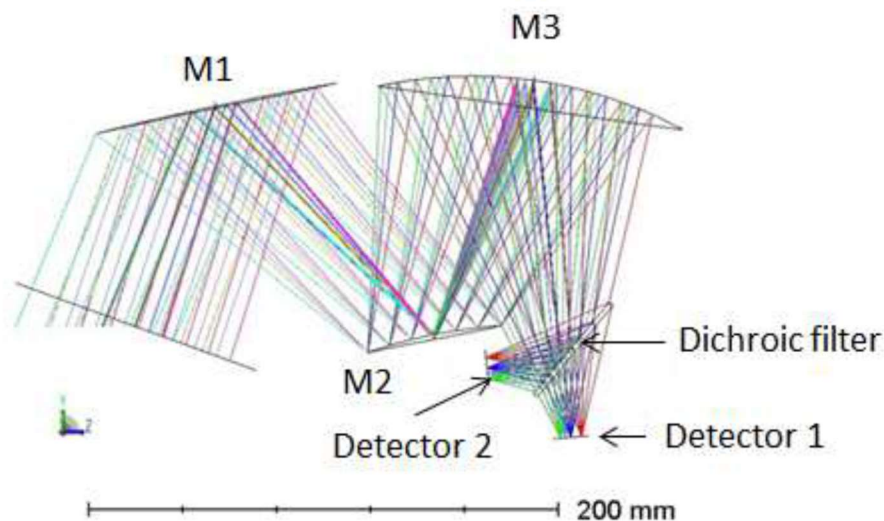 M3
M1
Dichroic filter
M2
Detector 2
Detector 1
Y
Z
200 mm